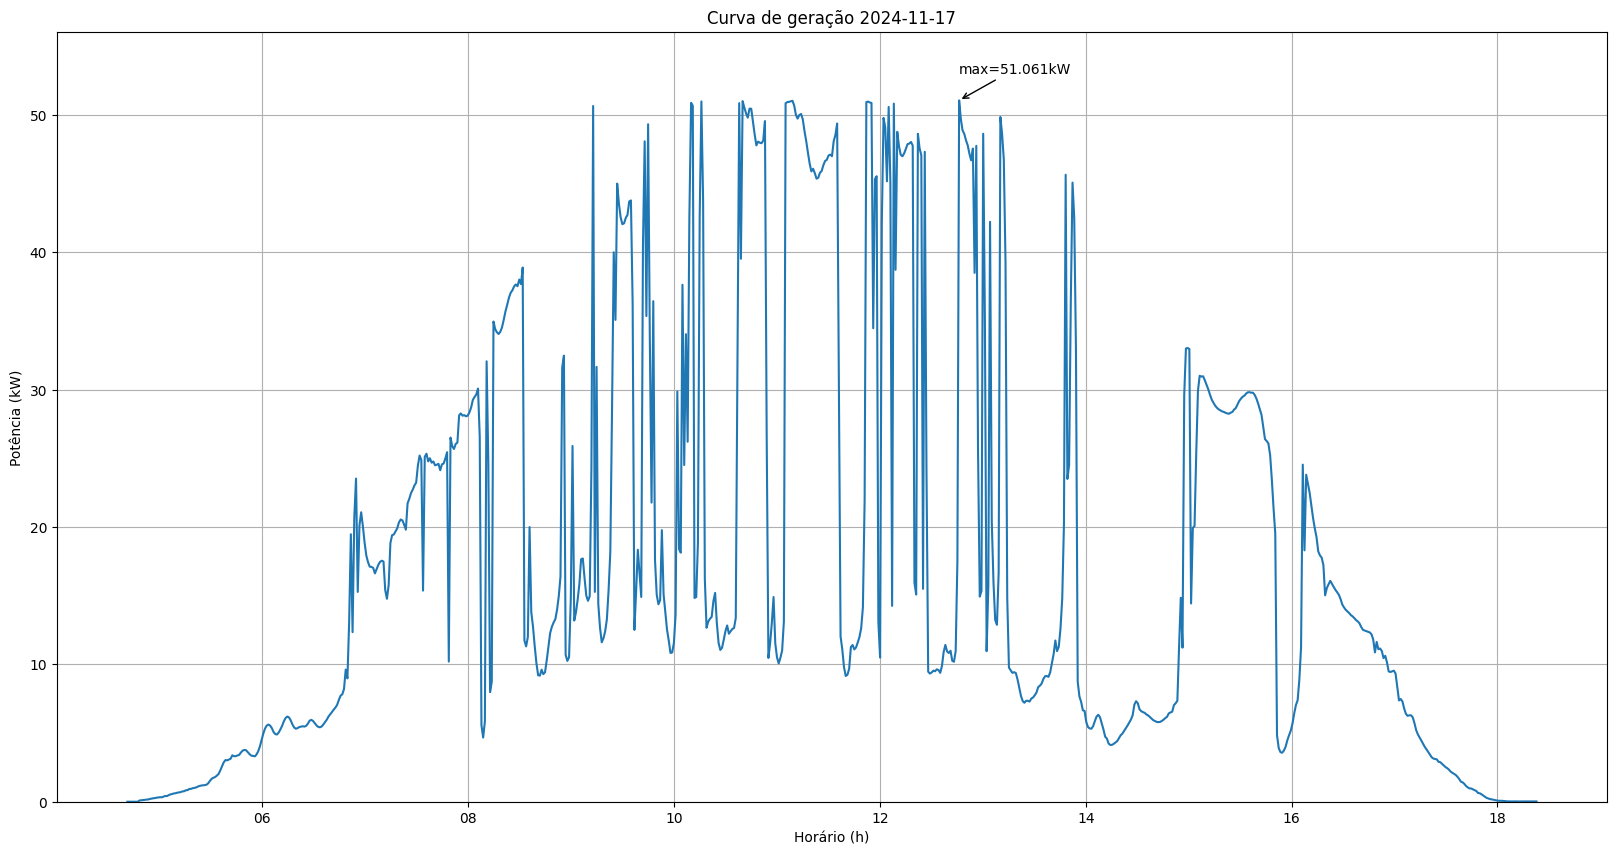 Curva de geração 2024-11-17
max=51.061kW
Potência (kW)
50
40
30
20
10
0
06 08 10 12 14 16 18
Horário (h)